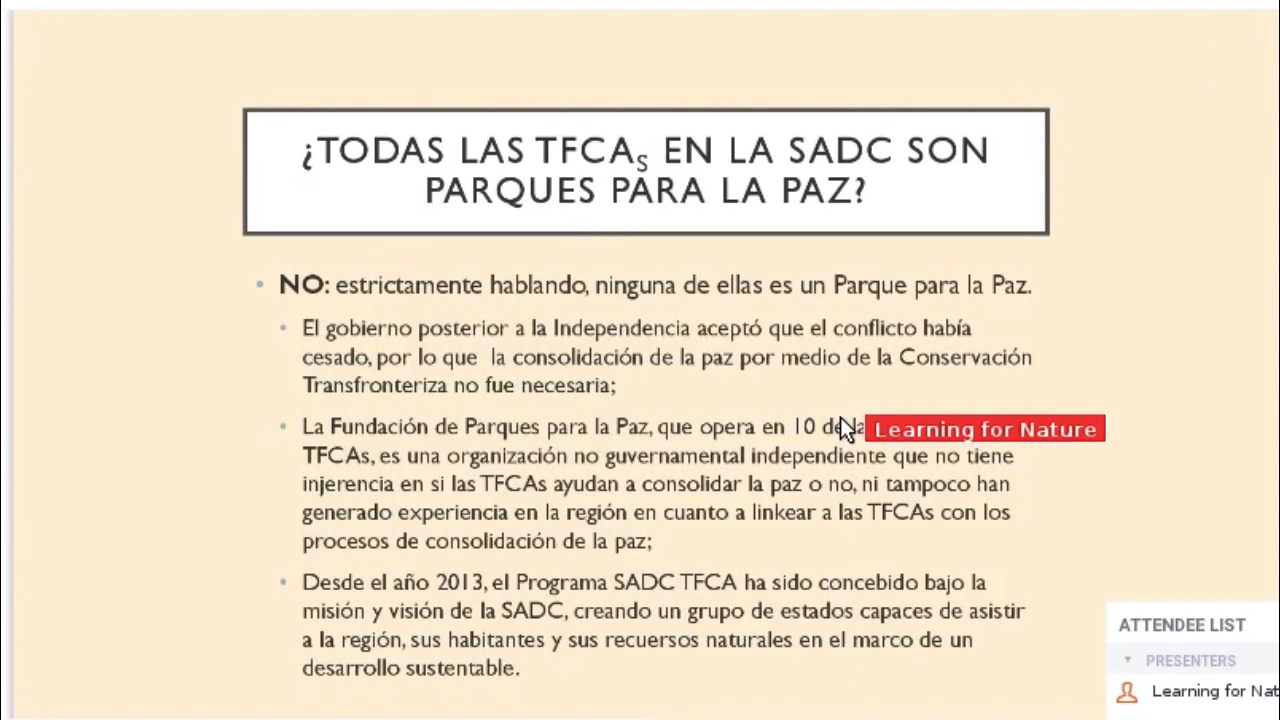 ¿TODAS LAS TFCAs EN LA SADC SON
PARQUES PARA LA PAZ?
• NO: estrictamente hablando, ninguna de ellas es un Parque para la Paz.
• El gobierno posterior a la Independencia aceptó que el conflicto había
cesado, por lo que la consolidación de la paz por medio de la Conservación
Transfronteriza no fue necesaria;
• La Fundación de Parques para la Paz, que opera en 10 de la
Learning for Nature
TFCAs, es una organización no guvernamental independiente que no tiene
injerencia en si las TFCAs ayudan a consolidar la paz o no, ni tampoco han
generado experiencia en la región en cuanto a linkear a las TFCAs con los
procesos de consolidación de la paz;
• Desde el año 2013, el Programa SADC TFCA ha sido concebido bajo la
misión y visión de la SADC, creando un grupo de estados capaces de asistir
a la región, sus habitantes y sus recuersos naturales en el marco de un
desarrollo sustentable.
ATTENDEE LIST
PRESENTERS
Learning for Nat